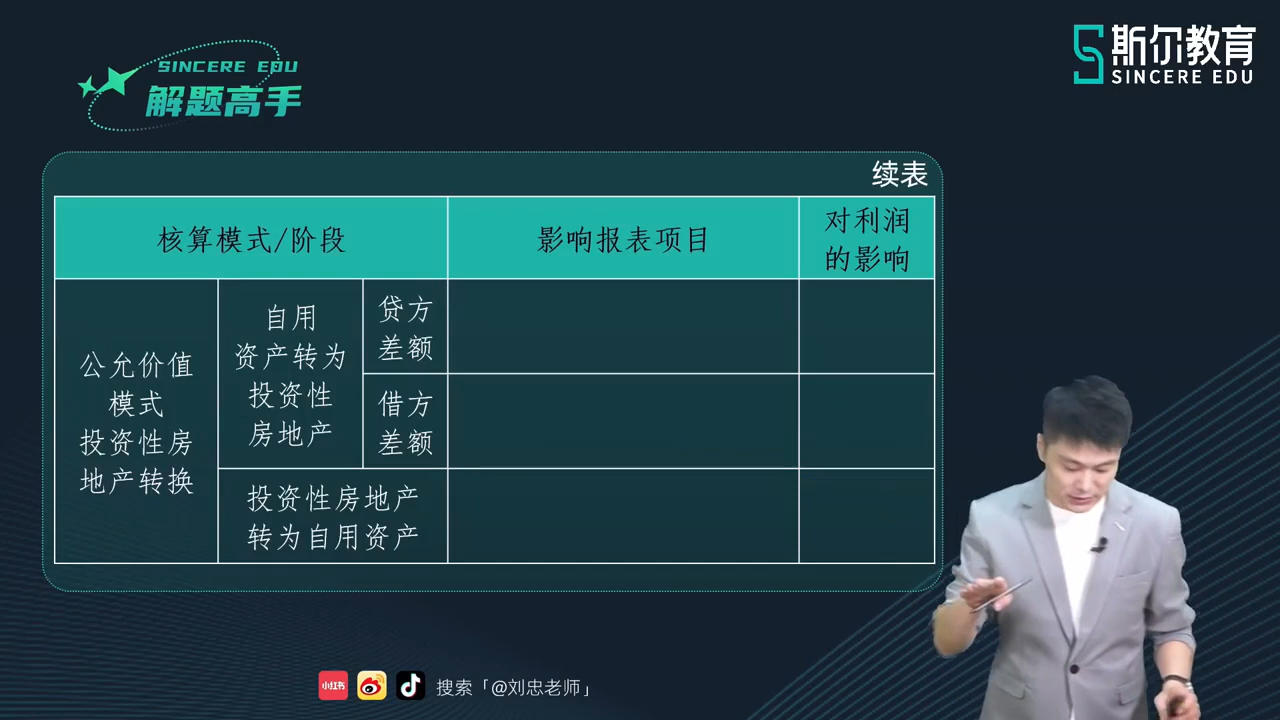 SINCERE EDU
解题高手
斯尔教育
SINCERE EDU
续表
核算模式/阶段
影响报表项目
对利润
的影响
公允价值
模式
投资性房
地产转换
自用
资产转为
投资性
房地产
贷方
差额
借方
差额
投资性房地产
转为自用资产
小红书
搜索「@刘忠老师」